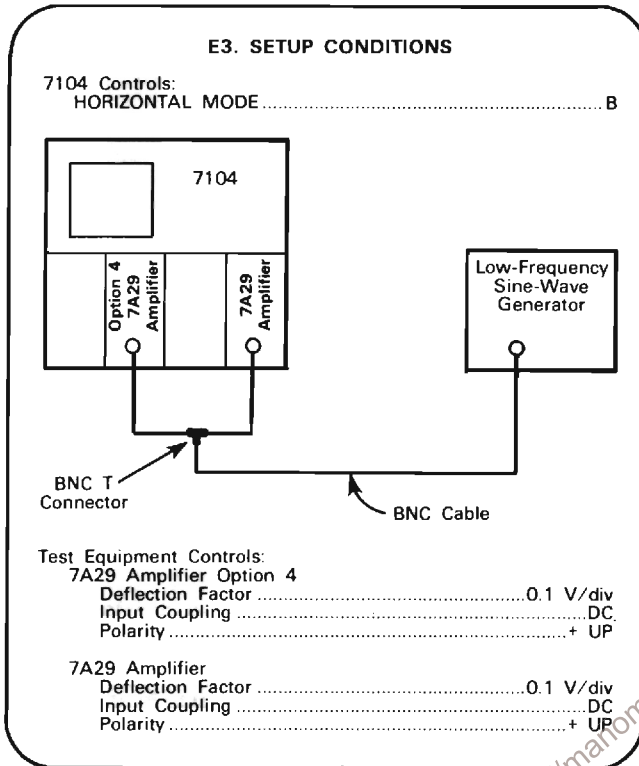 E3. SETUP CONDITIONS
7104 Controls:
HORIZONTAL MODE..........B
7104
Option 4
7A29
Amplifier
7A29
Amplifier
Low-Frequency
Sine-Wave
Generator
BNC T
Connector
BNC Cable
Test Equipment Controls:
7A29 Amplifier Option 4
Deflection Factor..........0.1 V/div
Input Coupling..........DC
Polarity..........+ UP
7A29 Amplifier
Deflection Factor..........0.1 V/div
Input Coupling..........DC
Polarity..........+ UP